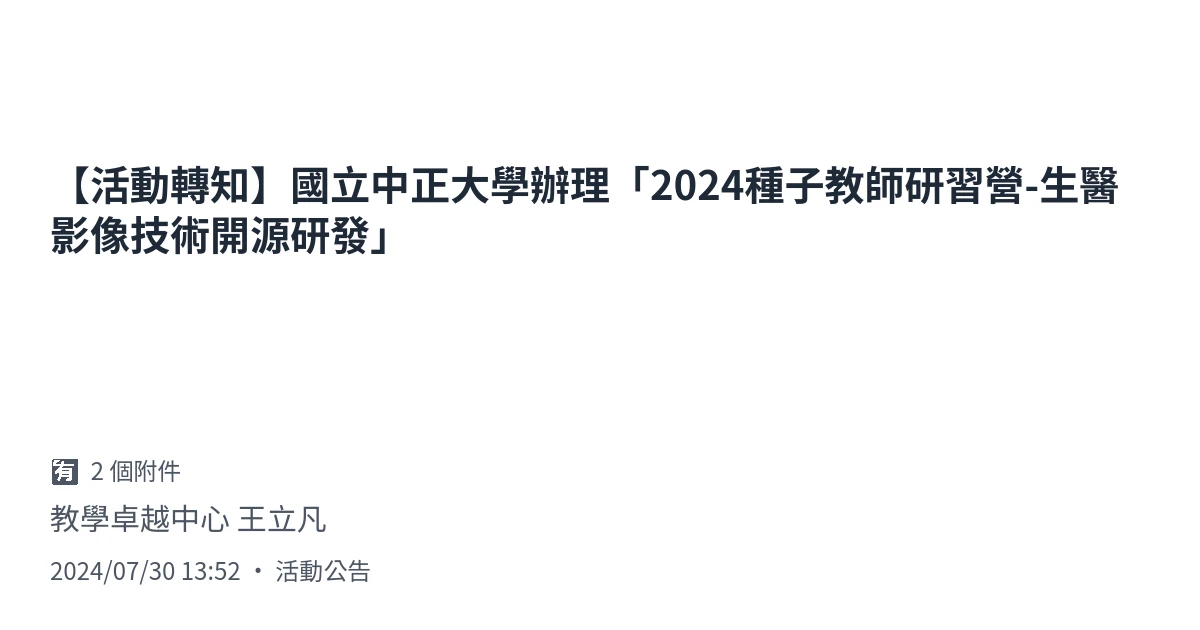 【活動轉知】國立中正大學辦理「2024種子教師研習營-生醫
影像技術開源研發」
🈶 2 個附件
教學卓越中心 王立凡
2024/07/30 13:52 • 活動公告